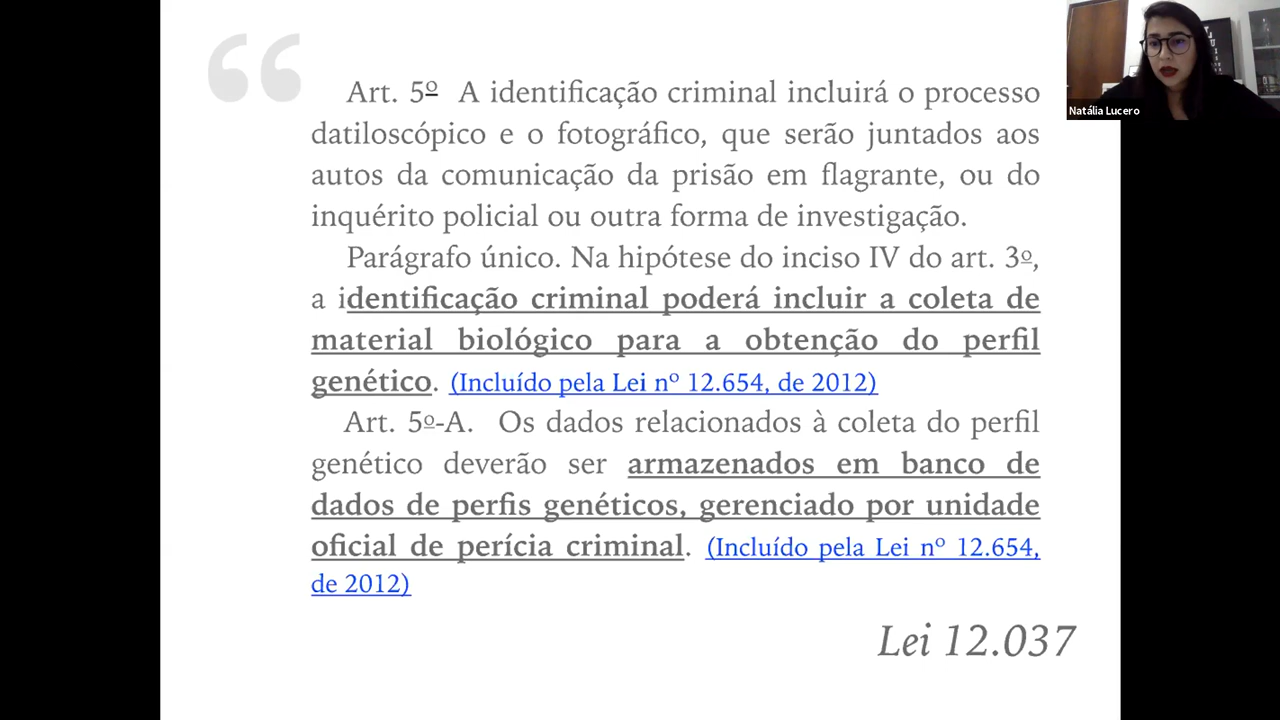 “
Art. 5º A identificação criminal incluirá o processo
datiloscópico e o fotográfico, que serão juntados aos
autos da comunicação da prisão em flagrante, ou do
inquérito policial ou outra forma de investigação.
Parágrafo único. Na hipótese do inciso IV do art. 3º,
a identificação criminal poderá incluir a coleta de
material biológico para a obtenção do perfil
genético. (Incluído pela Lei nº 12.654, de 2012)
Art. 5º-A. Os dados relacionados à coleta do perfil
genético deverão ser armazenados em banco de
dados de perfis genéticos, gerenciado por unidade
oficial de perícia criminal. (Incluído pela Lei nº 12.654,
de 2012)
Lei 12.037
Natália Lucero